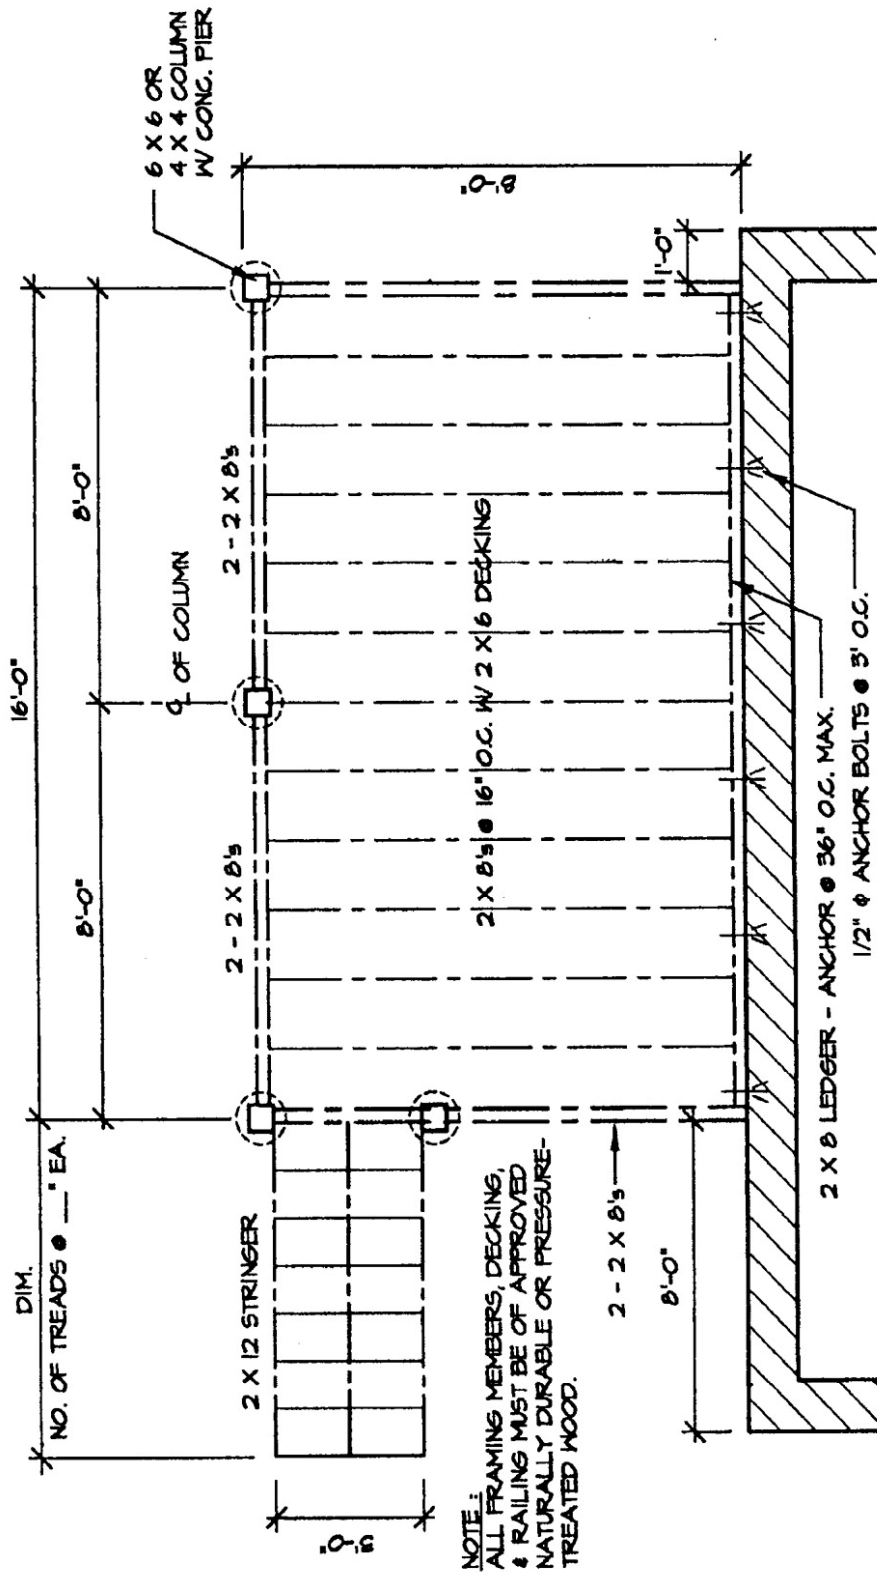 DIM.
NO. OF TREADS @ __" EA.
16'-0"
8'-0"
8'-0"
6 X 6 OR
4 X 4 COLUMN
W/ CONC. PIER
℄ OF COLUMN
2 - 2 X 8's
2 - 2 X 8's
2 X 12 STRINGER
3'-0"
8'-0"
2 X 8's @ 16" O.C. W/ 2 X 6 DECKING
NOTE :
ALL FRAMING MEMBERS, DECKING,
& RAILING MUST BE OF APPROVED
NATURALLY DURABLE OR PRESSURE-
TREATED WOOD.
2 - 2 X 8's
8'-0"
1'-0"
2 X 8 LEDGER - ANCHOR @ 36" O.C. MAX.
1/2" ϕ ANCHOR BOLTS @ 3' O.C.